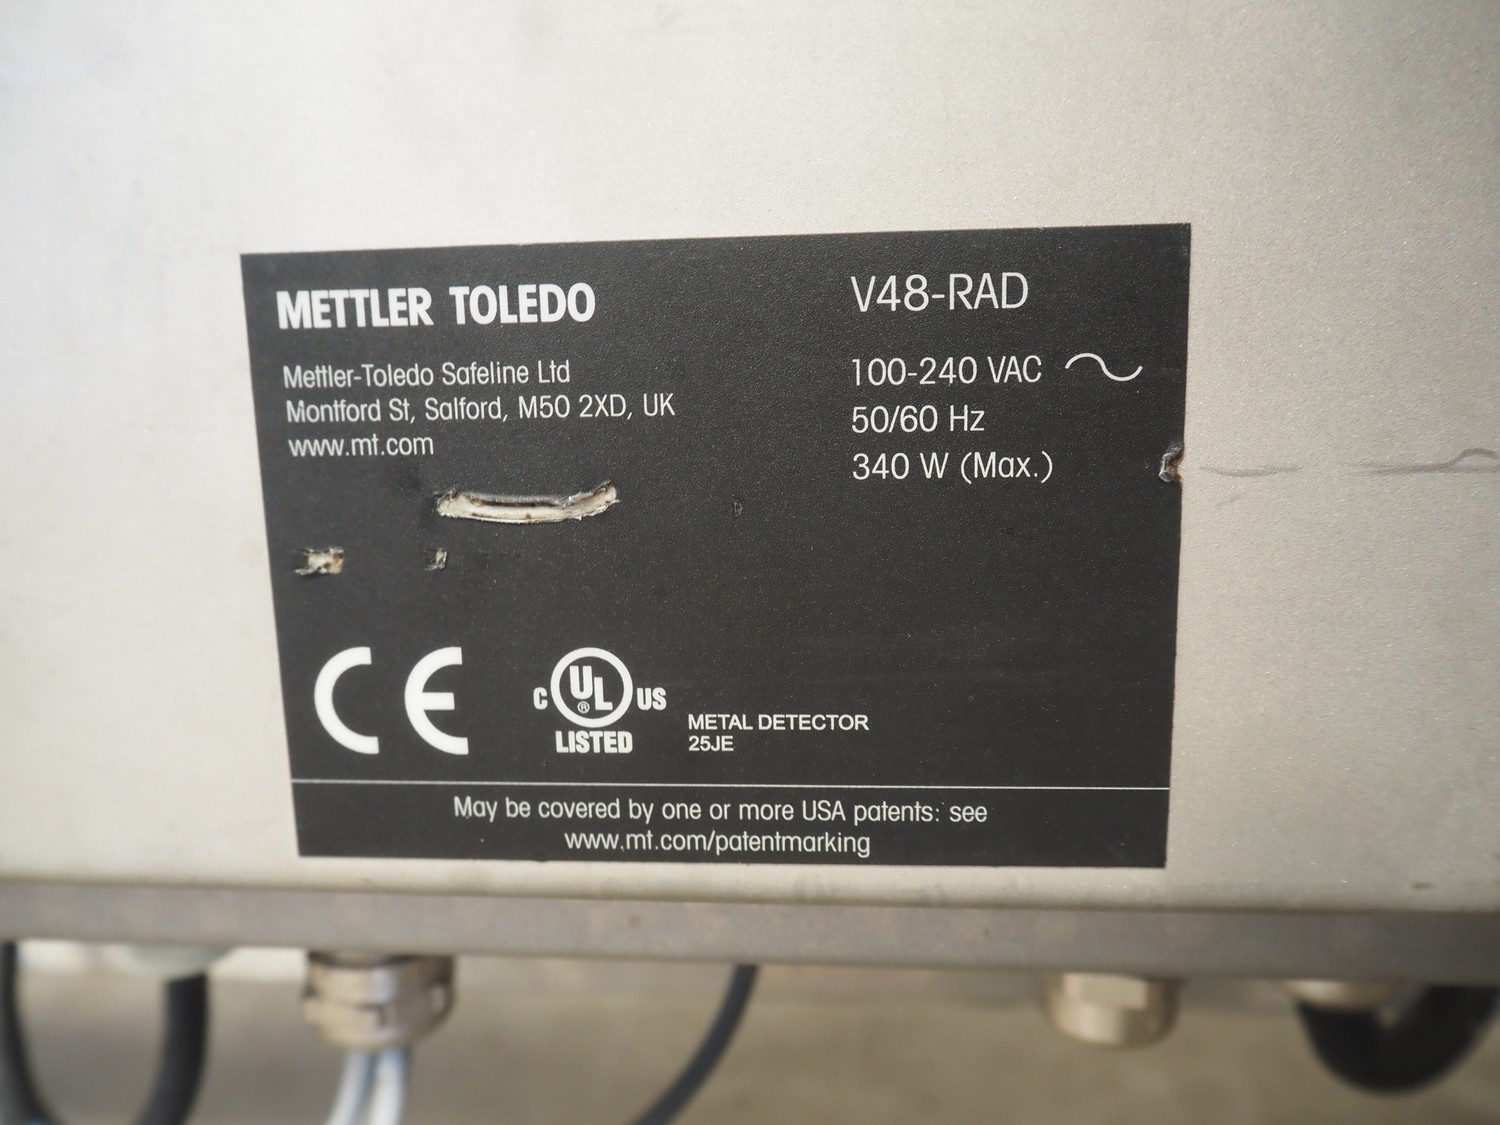 METTLER TOLEDO
Mettler-Toledo Safeline Ltd
Montford St, Salford, M50 2XD, UK
www.mt.com
V48-RAD
100-240 VAC
50/60 Hz
340 W (Max.)
CE
C UL US
®
LISTED
METAL DETECTOR
25JE
May be covered by one or more USA patents: see
www.mt.com/patentmarking